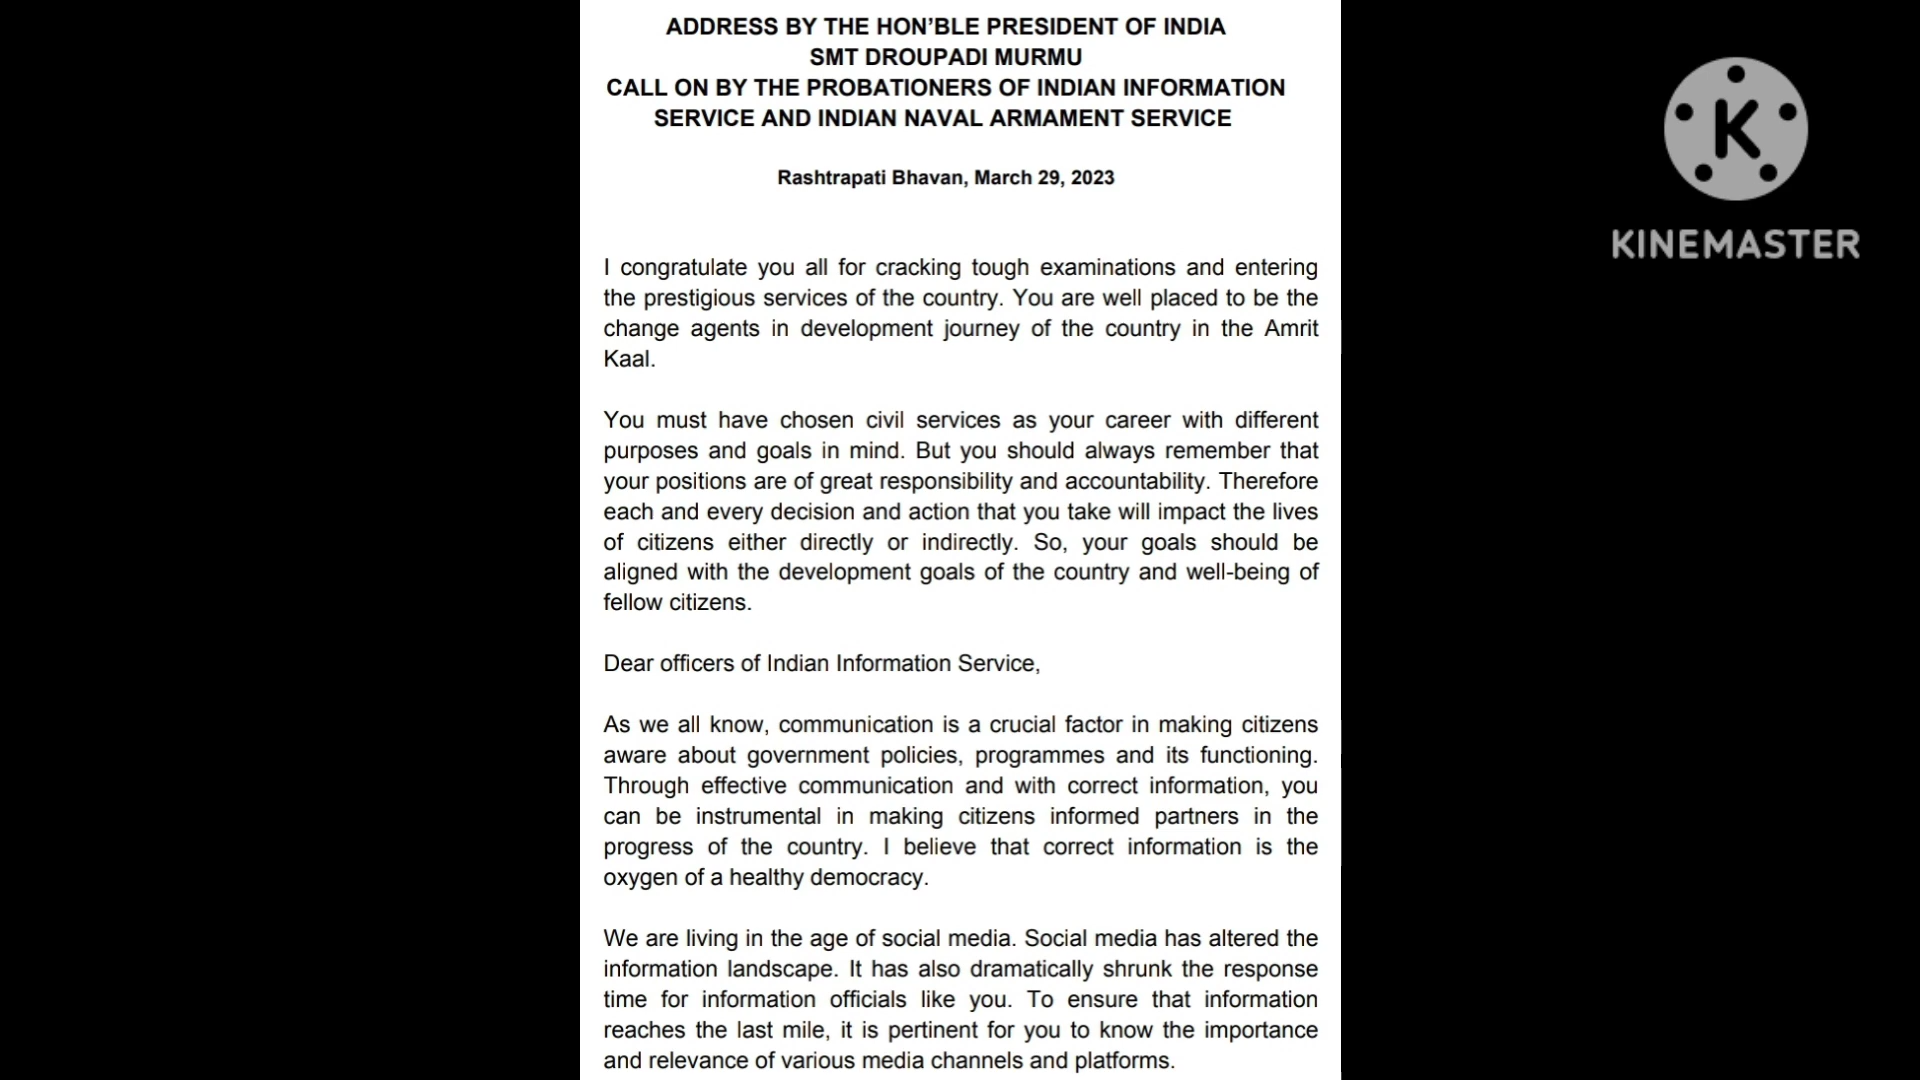 ADDRESS BY THE HON’BLE PRESIDENT OF INDIA
SMT DROUPADI MURMU
CALL ON BY THE PROBATIONERS OF INDIAN INFORMATION
SERVICE AND INDIAN NAVAL ARMAMENT SERVICE
Rashtrapati Bhavan, March 29, 2023
I congratulate you all for cracking tough examinations and entering
the prestigious services of the country. You are well placed to be the
change agents in development journey of the country in the Amrit
Kaal.
You must have chosen civil services as your career with different
purposes and goals in mind. But you should always remember that
your positions are of great responsibility and accountability. Therefore
each and every decision and action that you take will impact the lives
of citizens either directly or indirectly. So, your goals should be
aligned with the development goals of the country and well-being of
fellow citizens.
Dear officers of Indian Information Service,
As we all know, communication is a crucial factor in making citizens
aware about government policies, programmes and its functioning.
Through effective communication and with correct information, you
can be instrumental in making citizens informed partners in the
progress of the country. I believe that correct information is the
oxygen of a healthy democracy.
We are living in the age of social media. Social media has altered the
information landscape. It has also dramatically shrunk the response
time for information officials like you. To ensure that information
reaches the last mile, it is pertinent for you to know the importance
and relevance of various media channels and platforms.
K
KINEMASTER